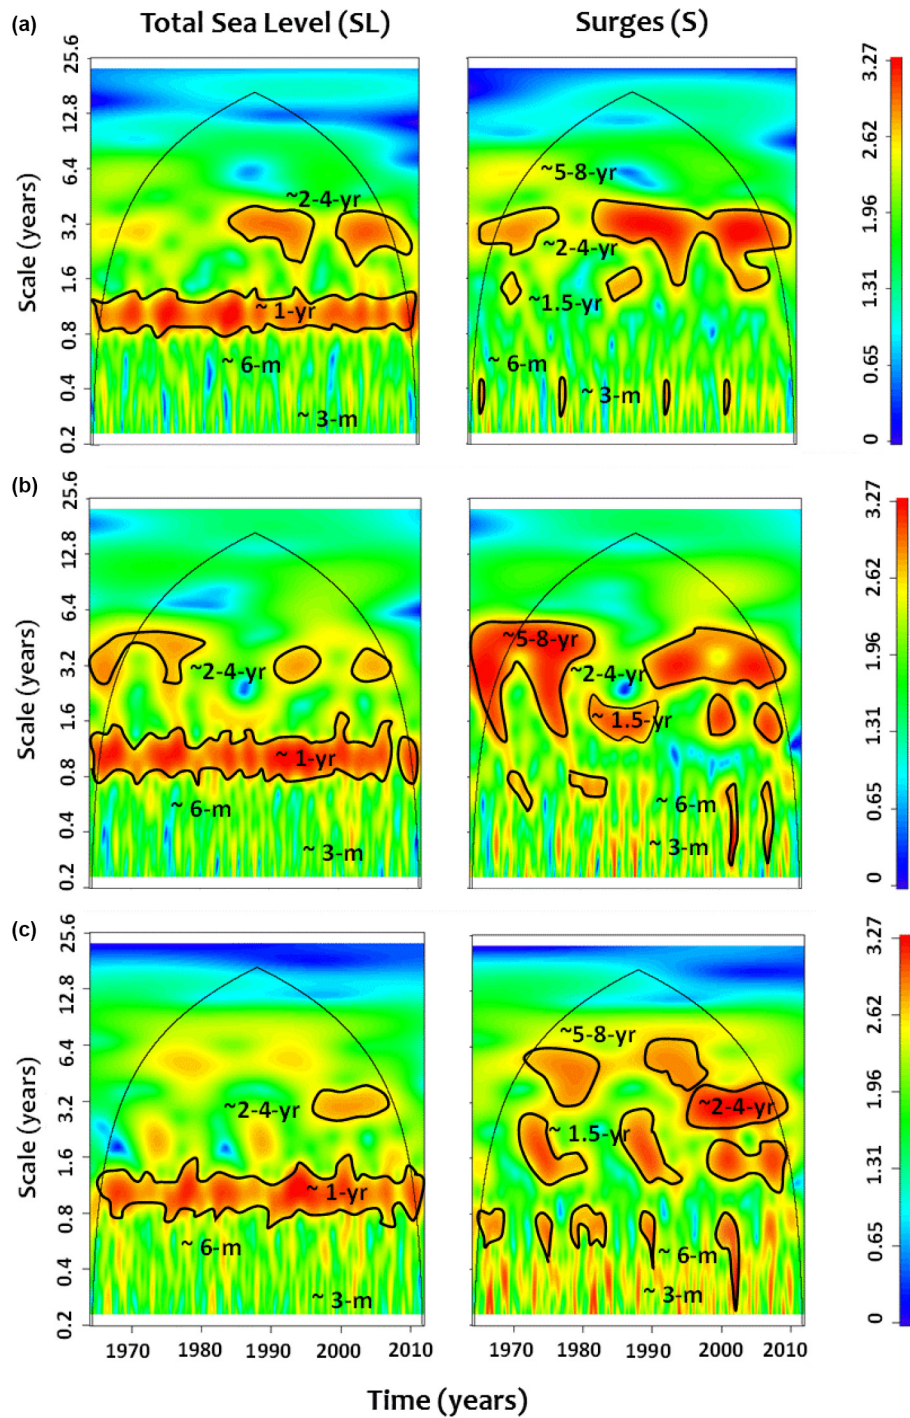 (a)
Total Sea Level (SL)
Surges (S)
Scale (years)
25.6
12.8
6.4
3.2
1.6
0.8
0.4
0.2
~2-4-yr
~ 1-yr
~ 6-m
~ 3-m
~5-8-yr
~2-4-yr
~1.5-yr
~ 6-m
~ 3-m
3.27
2.62
1.96
1.31
0.65
0
(b)
Scale (years)
25.6
12.8
6.4
3.2
1.6
0.8
0.4
0.2
~2-4-yr
~ 1-yr
~ 6-m
~ 3-m
~5-8-yr
~2-4-yr
~ 1.5-yr
~ 6-m
~ 3-m
3.27
2.62
1.96
1.31
0.65
0
(c)
Scale (years)
25.6
12.8
6.4
3.2
1.6
0.8
0.4
0.2
~2-4-yr
~ 1-yr
~ 6-m
~ 3-m
~5-8-yr
~2-4-yr
~ 1.5-yr
~ 6-m
~ 3-m
3.27
2.62
1.96
1.31
0.65
0
1970 1980 1990 2000 2010
1970 1980 1990 2000 2010
Time (years)